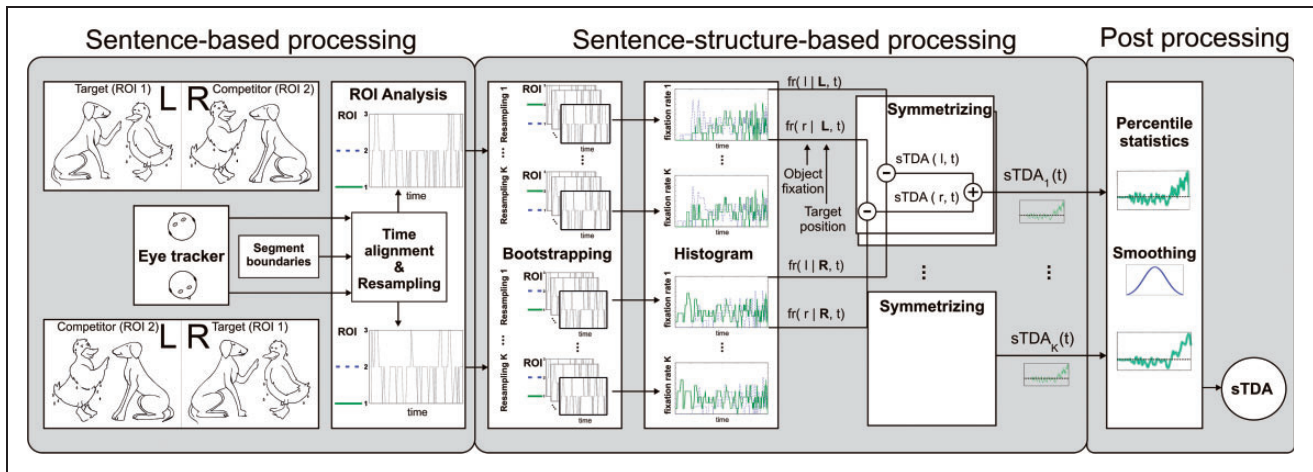 Sentence-based processing
Sentence-structure-based processing
Post processing
Target (ROI 1)
L
R
Competitor (ROI 2)
ROI Analysis
ROI
3
2
1
time
Eye tracker
Segment boundaries
Time
alignment
&
Resampling
Competitor (ROI 2)
L
R
Target (ROI 1)
ROI
3
2
1
time
Resampling 1
...
Resampling K
ROI
ROI
Bootstrapping
Resampling 1
...
Resampling K
ROI
ROI
fixation rate 1
time
...
fixation rate K
time
Histogram
fixation rate 1
time
...
fixation rate K
time
fr( l | L, t)
fr( r | L, t)
Object
fixation
Target
position
fr( l | R, t)
fr( r | R, t)
Symmetrizing
sTDA ( l, t)
sTDA ( r, t)
−
−
+
...
Symmetrizing
sTDA1(t)
...
sTDAK(t)
Percentile
statistics
Smoothing
sTDA